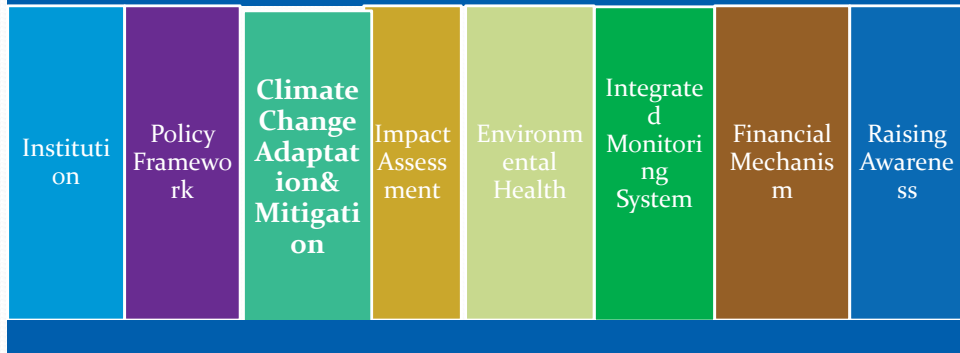 Instituti
on
Policy
Framewo
rk
Climate
Change
Adaptat
ion&
Mitigati
on
Impact
Assess
ment
Environm
ental
Health
Integrate
d
Monitori
ng
System
Financial
Mechanis
m
Raising
Awarene
ss